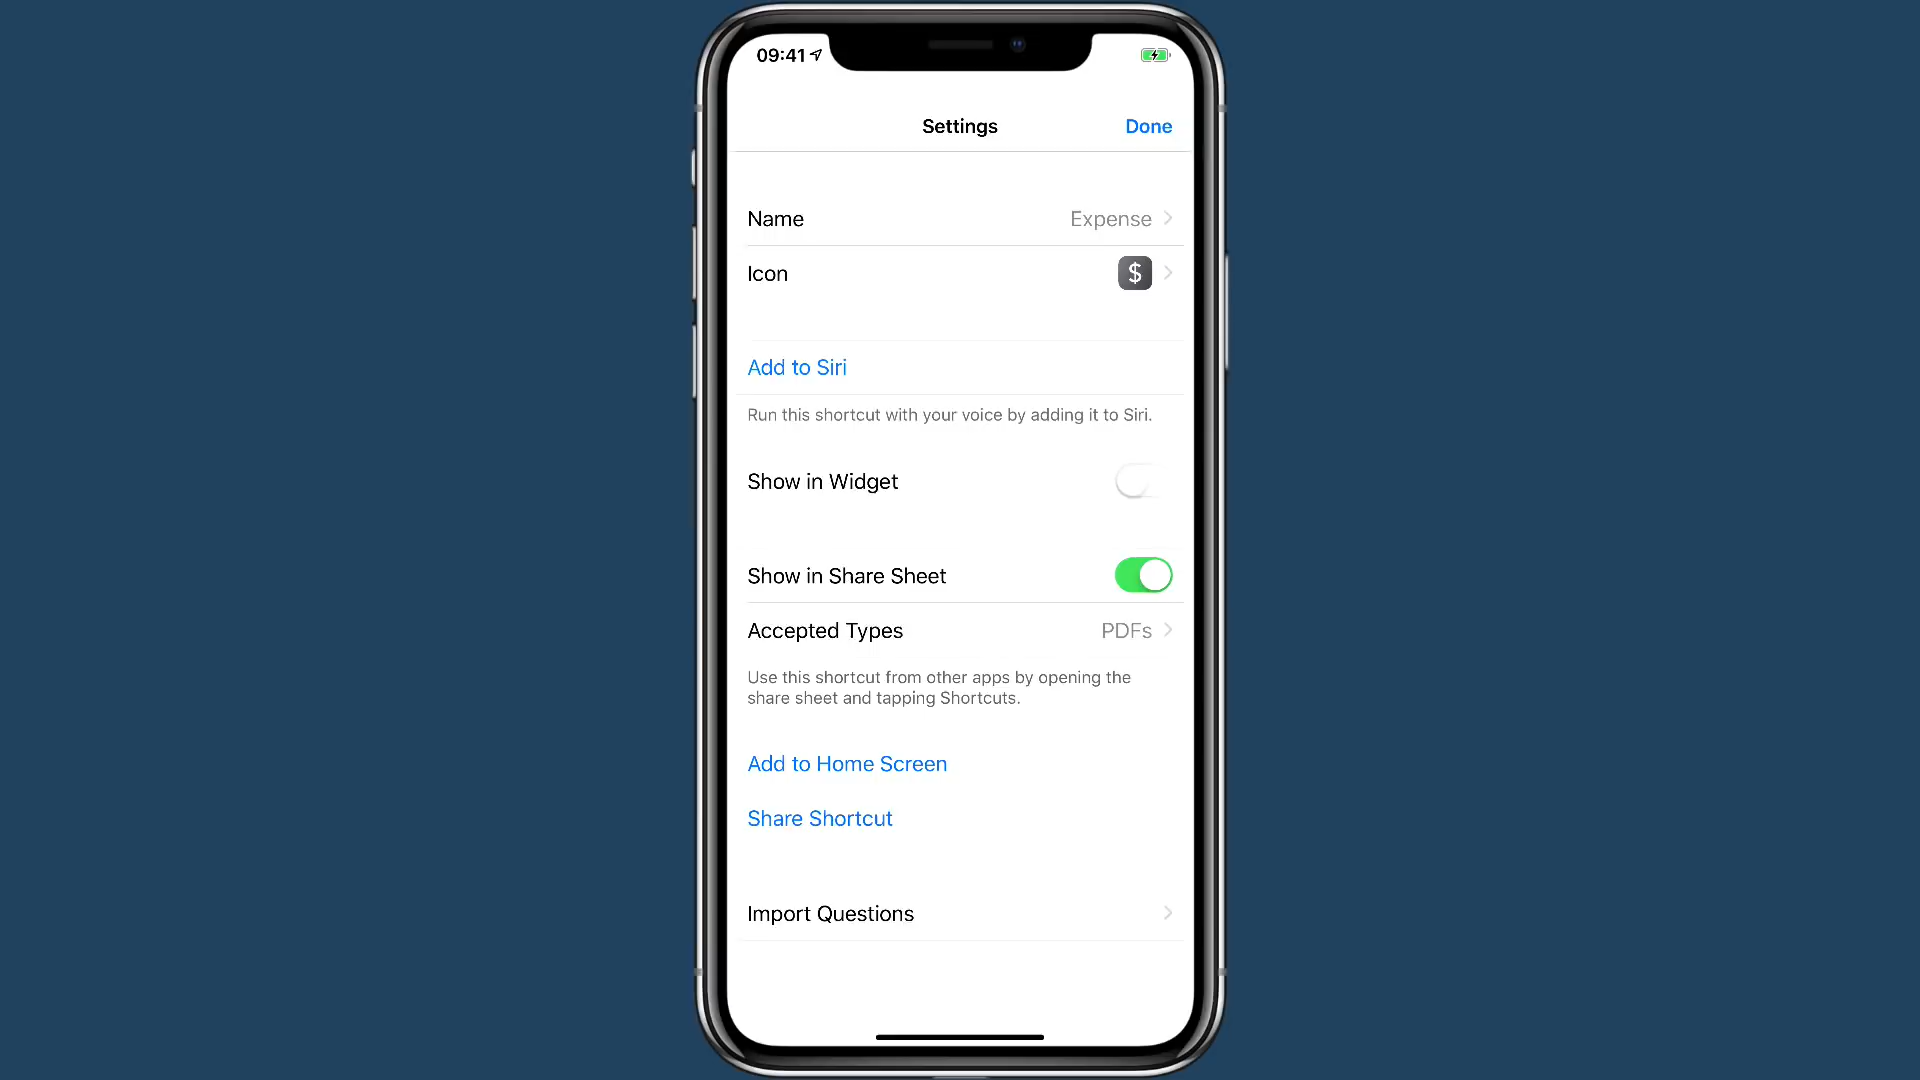 09:41
Settings
Done
Name
Expense
Icon
$
Add to Siri
Run this shortcut with your voice by adding it to Siri.
Show in Widget
Show in Share Sheet
Accepted Types
PDFs
Use this shortcut from other apps by opening the
share sheet and tapping Shortcuts.
Add to Home Screen
Share Shortcut
Import Questions